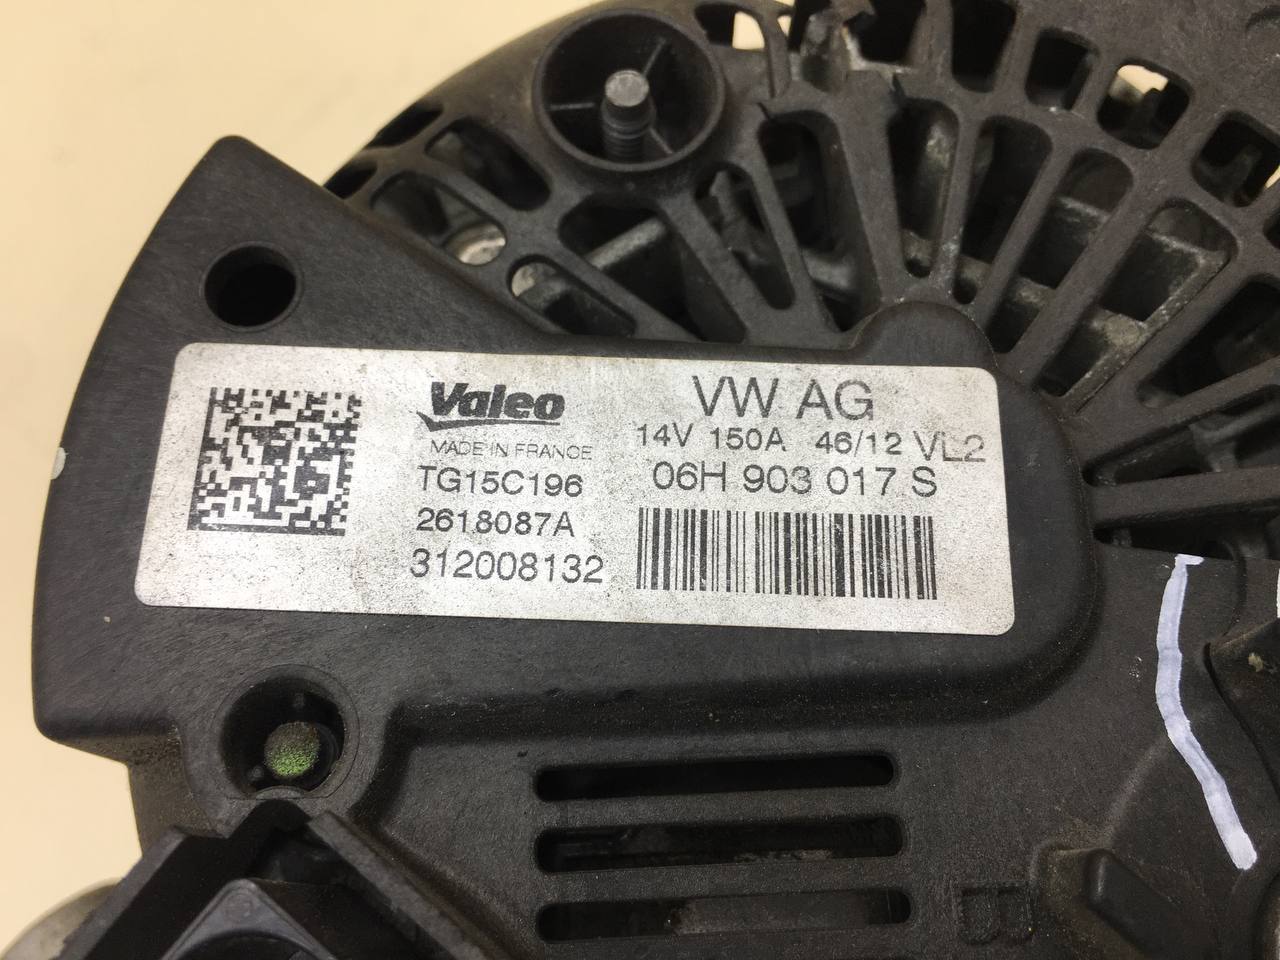 Valeo
MADE IN FRANCE
TG15C196
2618087A
312008132
VW AG
14V 150A 46/12 VL2
06H 903 017 S
B